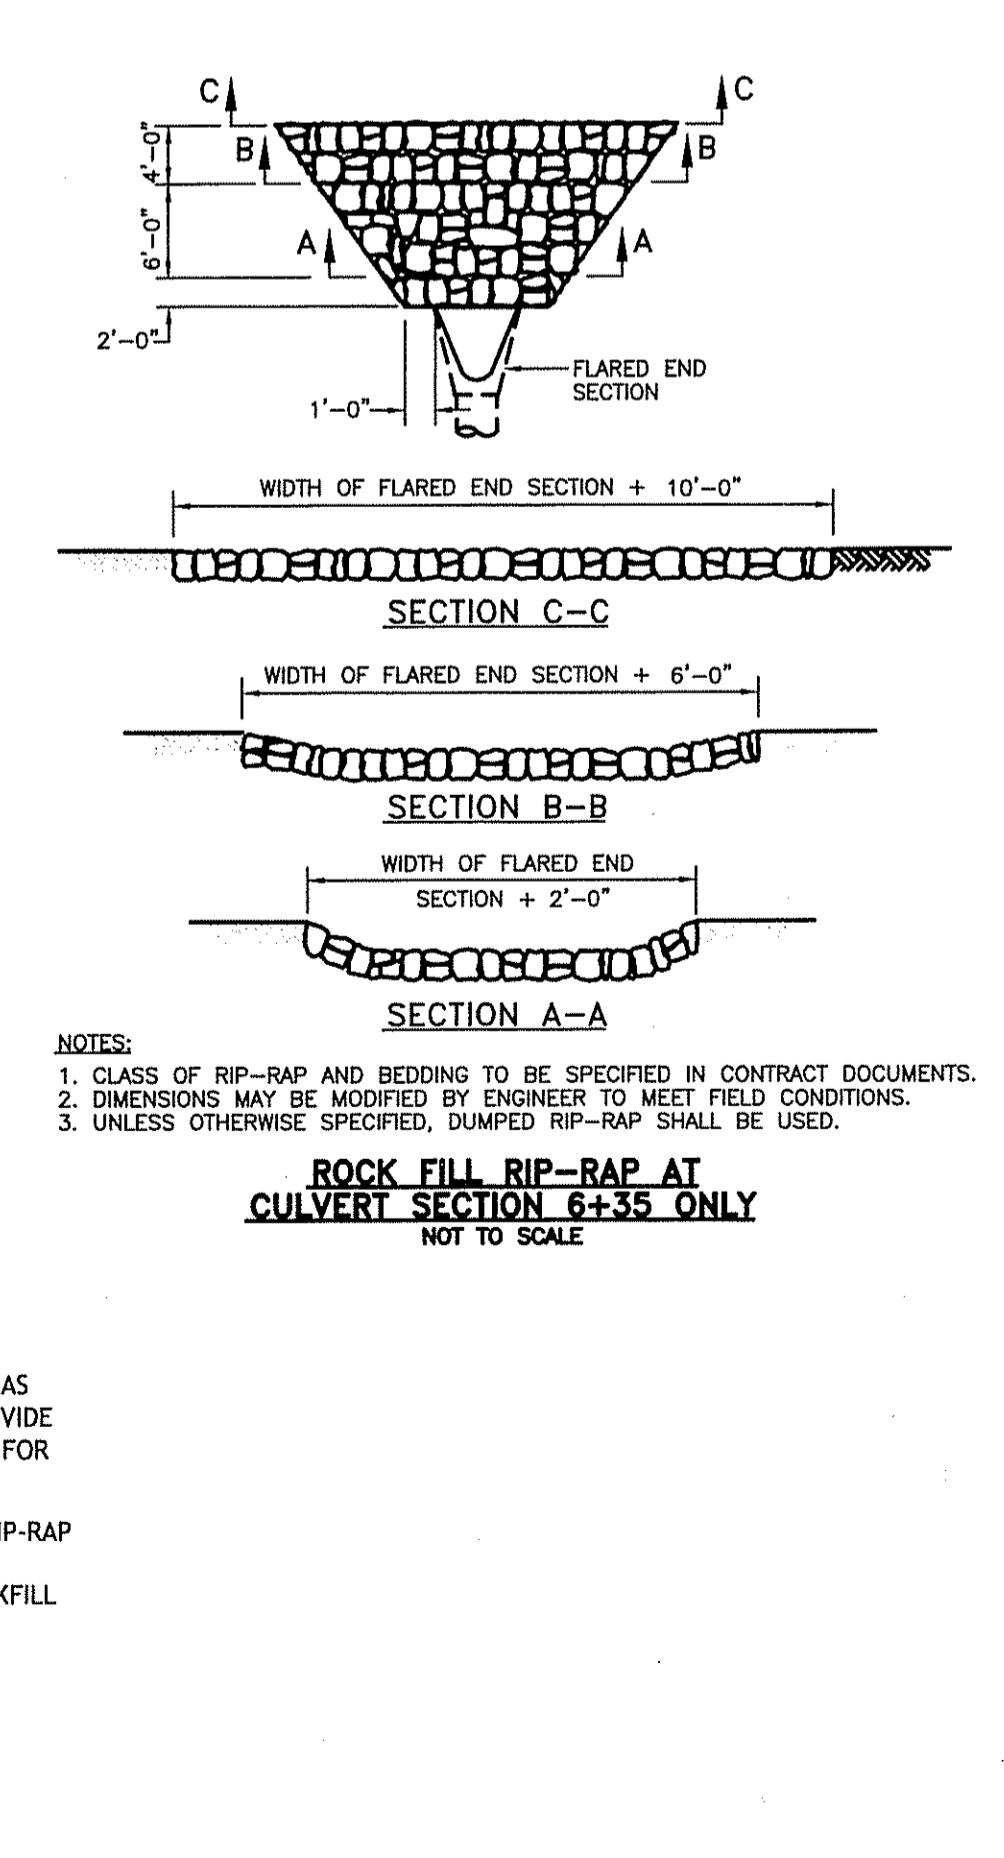 C C
B B
4'-0"
6'-0"
A A
2'-0"
FLARED END
SECTION
1'-0"
WIDTH OF FLARED END SECTION + 10'-0"
SECTION C-C
WIDTH OF FLARED END SECTION + 6'-0"
SECTION B-B
WIDTH OF FLARED END
SECTION + 2'-0"
SECTION A-A
NOTES:
1. CLASS OF RIP-RAP AND BEDDING TO BE SPECIFIED IN CONTRACT DOCUMENTS.
2. DIMENSIONS MAY BE MODIFIED BY ENGINEER TO MEET FIELD CONDITIONS.
3. UNLESS OTHERWISE SPECIFIED, DUMPED RIP-RAP SHALL BE USED.
ROCK FILL RIP-RAP AT
CULVERT SECTION 6+35 ONLY
NOT TO SCALE
AS
VIDE
FOR
IP-RAP
KFILL